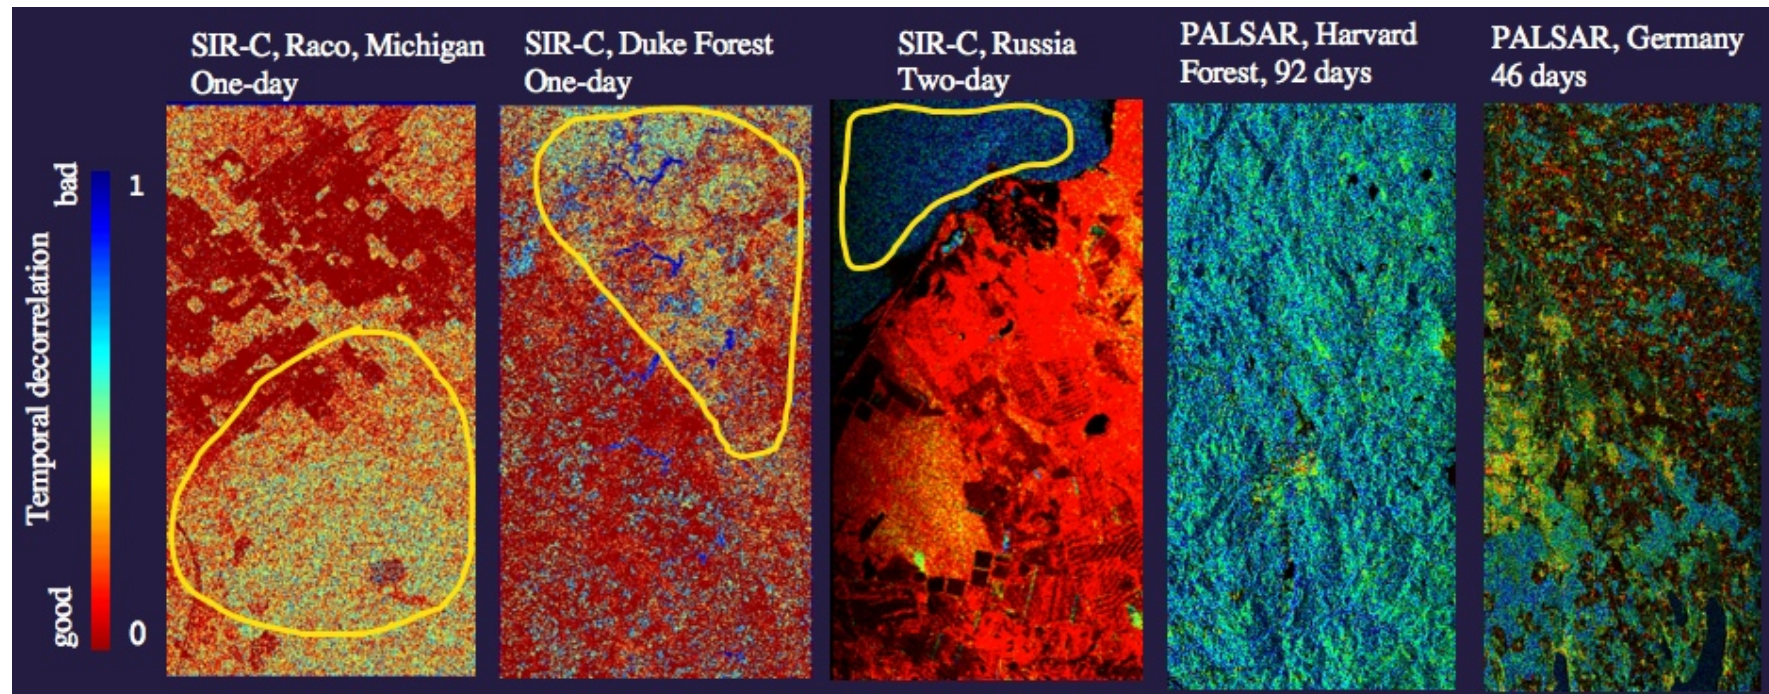 SIR-C, Raco, Michigan
One-day
SIR-C, Duke Forest
One-day
SIR-C, Russia
Two-day
PALSAR, Harvard
Forest, 92 days
PALSAR, Germany
46 days
bad
1
Temporal decorrelation
good
0